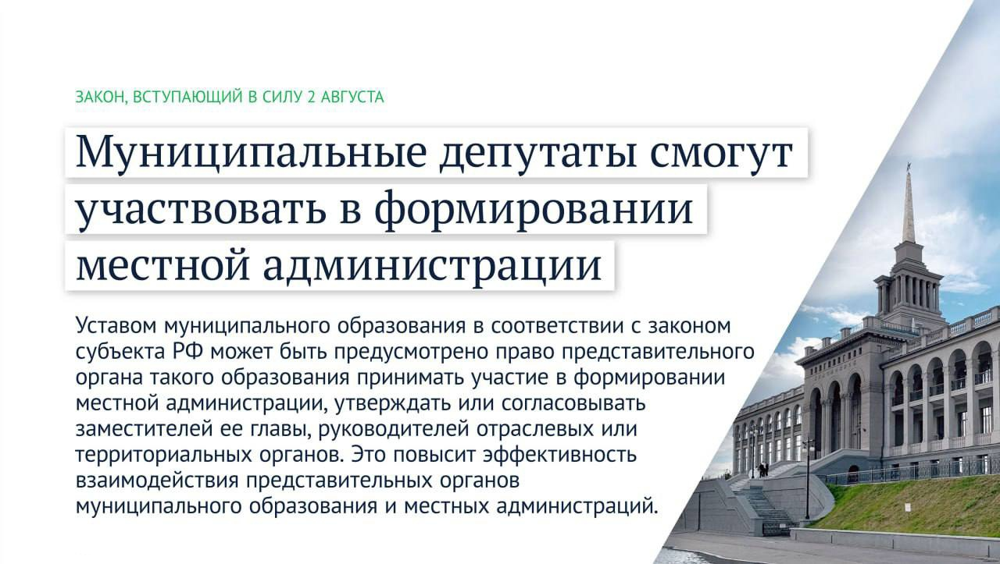 ЗАКОН, ВСТУПАЮЩИЙ В СИЛУ 2 АВГУСТА
Муниципальные депутаты смогут
участвовать в формировании
местной администрации
Уставом муниципального образования в соответствии с законом
субъекта РФ может быть предусмотрено право представительного
органа такого образования принимать участие в формировании
местной администрации, утверждать или согласовывать
заместителей ее главы, руководителей отраслевых или
территориальных органов. Это повысит эффективность
взаимодействия представительных органов
муниципального образования и местных администраций.